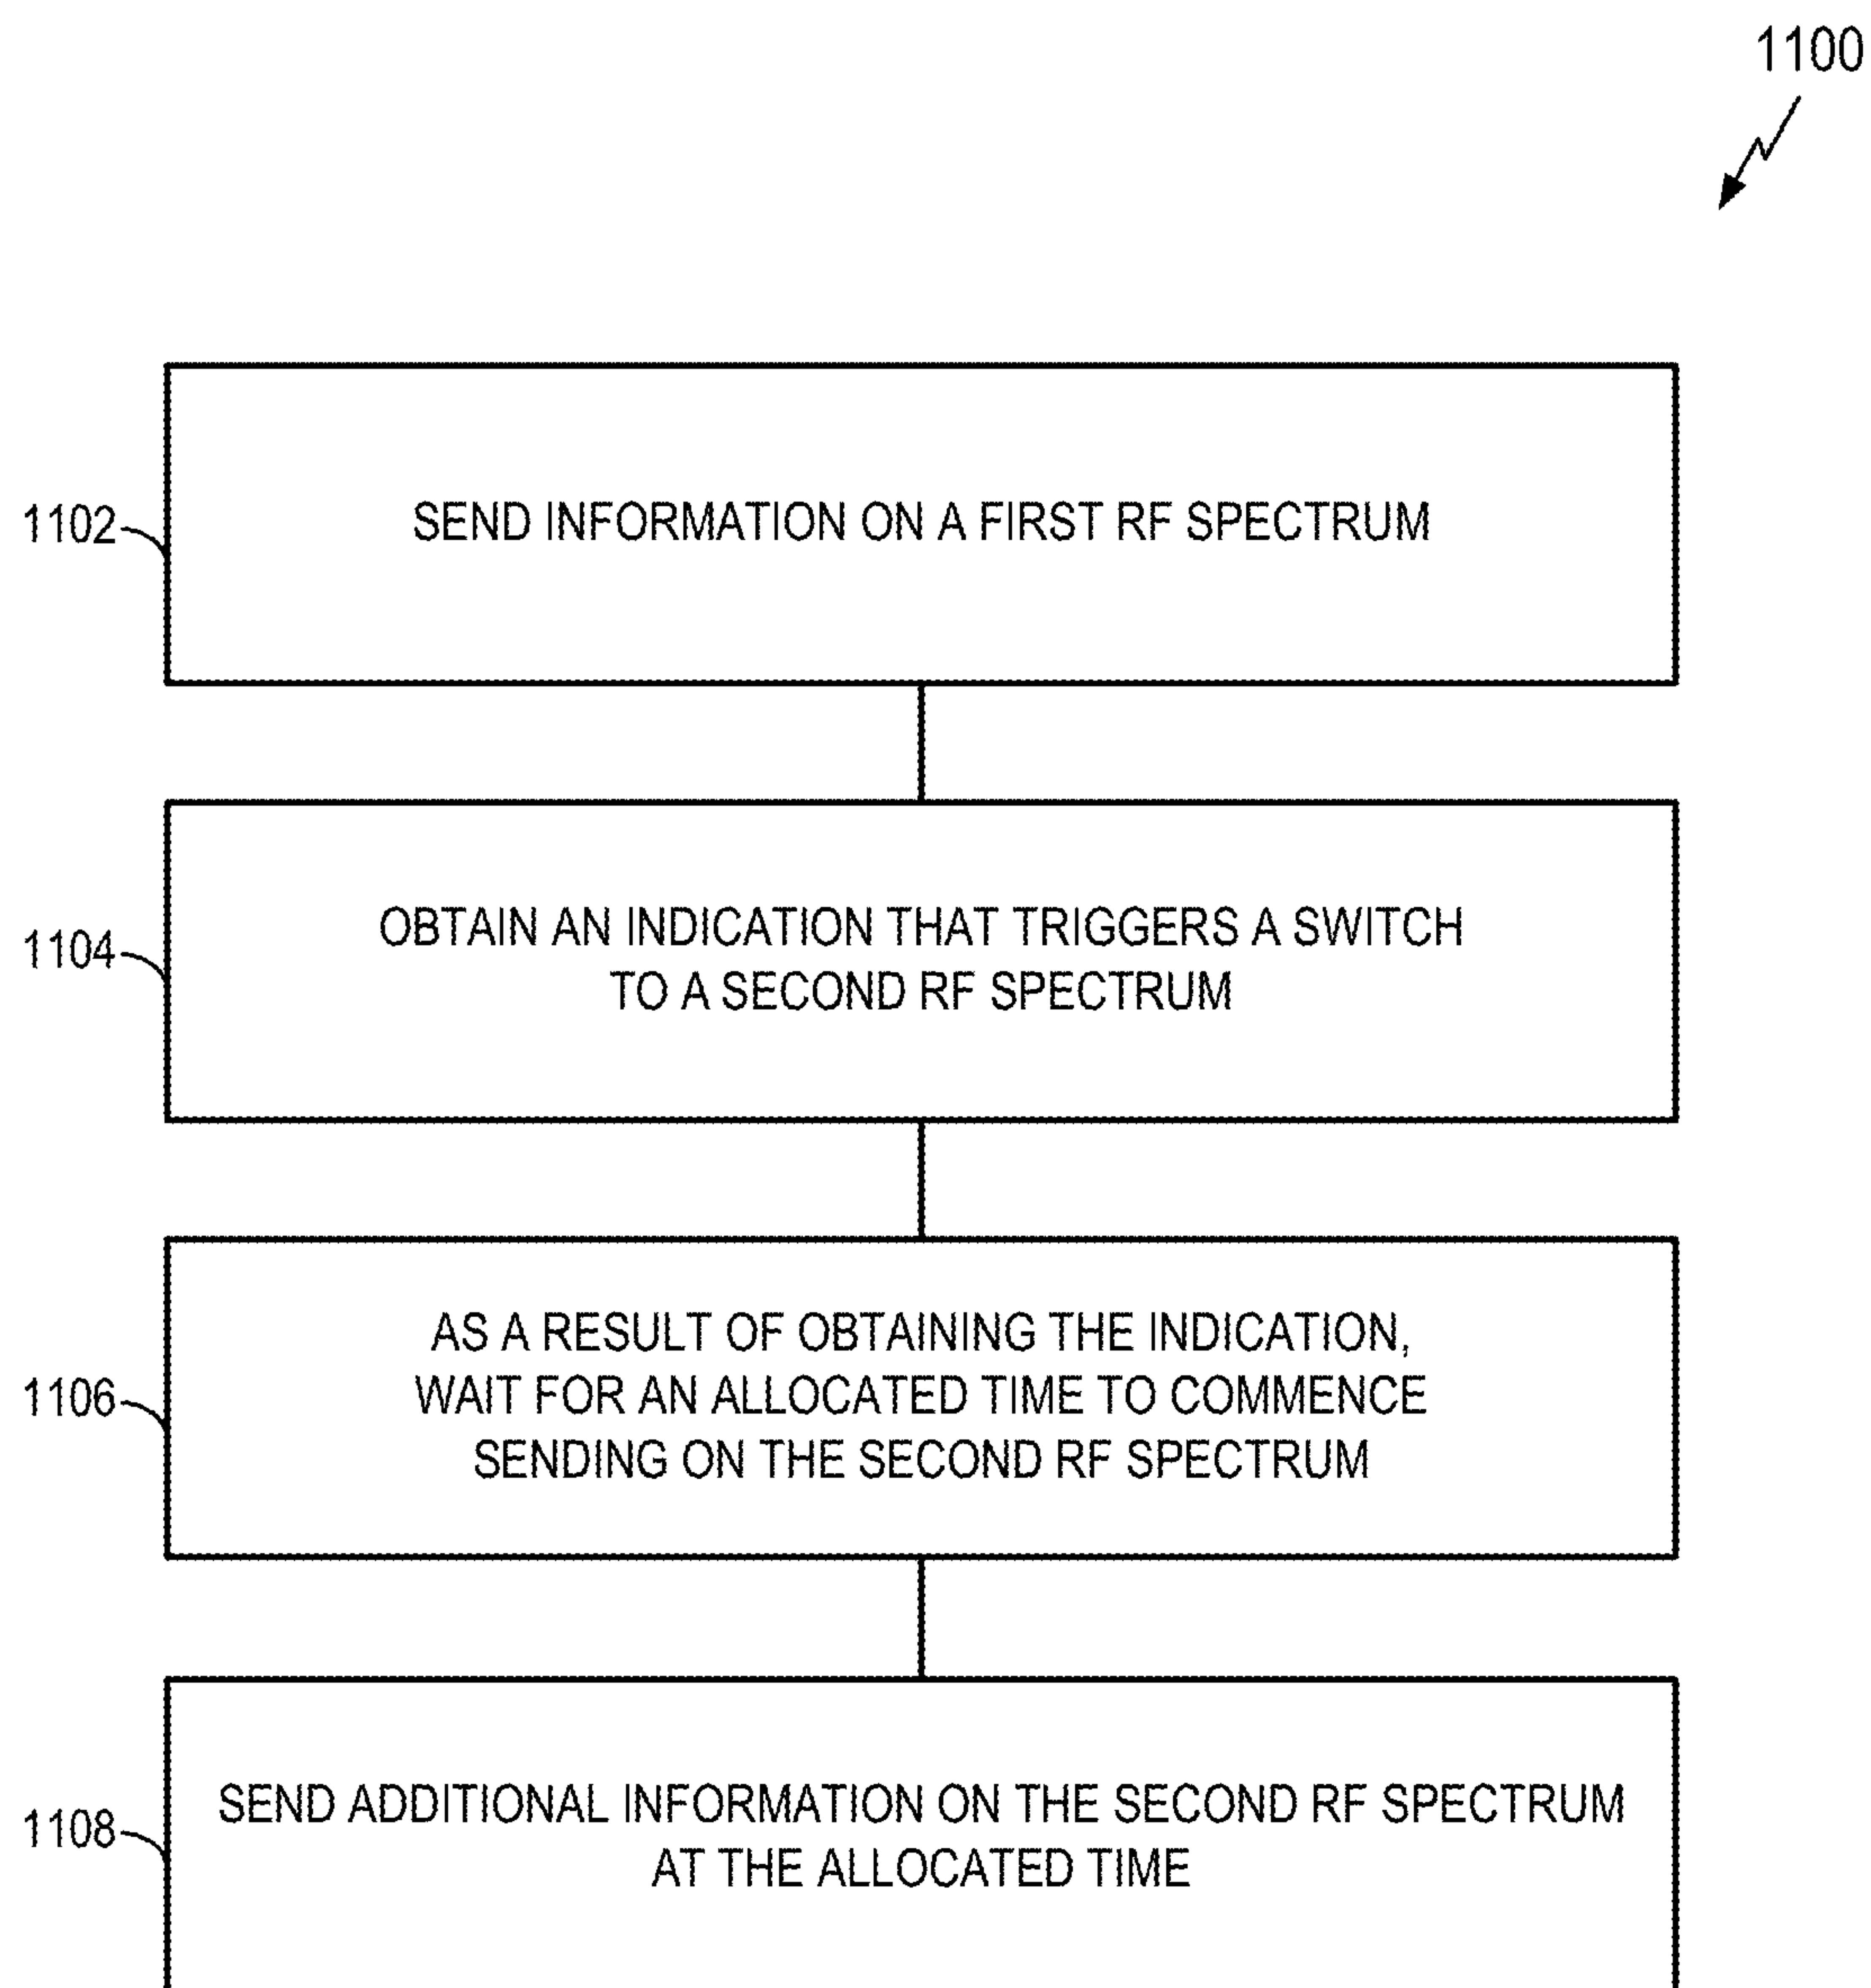 1100
1102
SEND INFORMATION ON A FIRST RF SPECTRUM
1104
OBTAIN AN INDICATION THAT TRIGGERS A SWITCH
TO A SECOND RF SPECTRUM
1106
AS A RESULT OF OBTAINING THE INDICATION,
WAIT FOR AN ALLOCATED TIME TO COMMENCE
SENDING ON THE SECOND RF SPECTRUM
1108
SEND ADDITIONAL INFORMATION ON THE SECOND RF SPECTRUM
AT THE ALLOCATED TIME